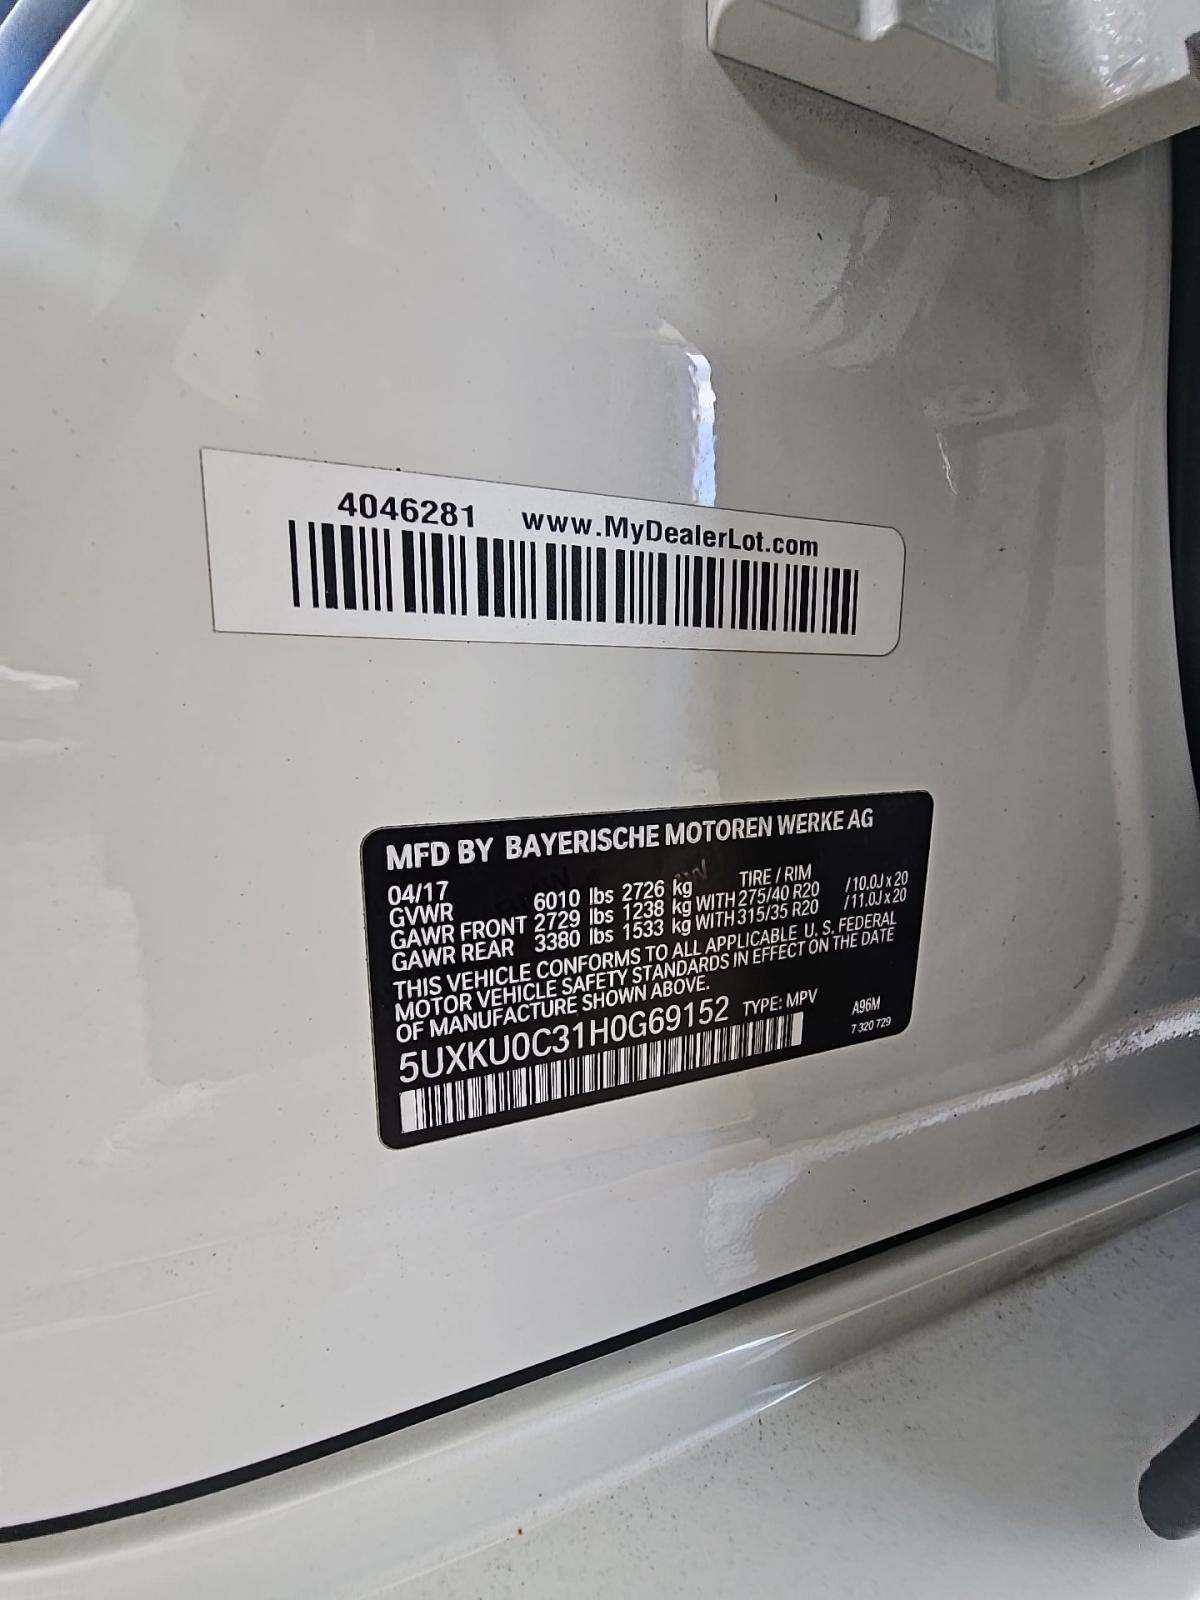 4046281 www.MyDealerLot.com
MFD BY BAYERISCHE MOTOREN WERKE AG
04/17 TIRE / RIM
GVWR 6010 lbs 2726 kg
GAWR FRONT 2729 lbs 1238 kg WITH 275/40 R20 /10.0J x 20
GAWR REAR 3380 lbs 1533 kg WITH 315/35 R20 /11.0J x 20
THIS VEHICLE CONFORMS TO ALL APPLICABLE U. S. FEDERAL
MOTOR VEHICLE SAFETY STANDARDS IN EFFECT ON THE DATE
OF MANUFACTURE SHOWN ABOVE.
5UXKU0C31H0G69152 TYPE: MPV A96M
7 320 729